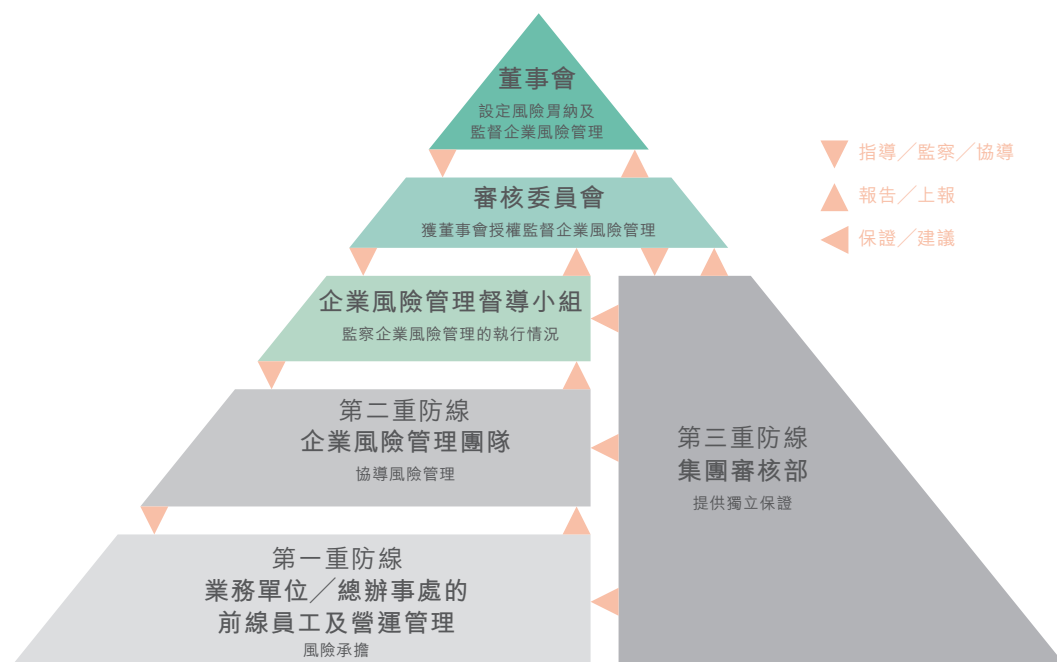 董事會
設定風險胃納及
監督企業風險管理
指導／監察／協導
報告／上報
保證／建議
審核委員會
獲董事會授權監督企業風險管理
企業風險管理督導小組
監察企業風險管理的執行情況
第二重防線
企業風險管理團隊
協導風險管理
第三重防線
集團審核部
提供獨立保證
第一重防線
業務單位／總辦事處的
前線員工及營運管理
風險承擔